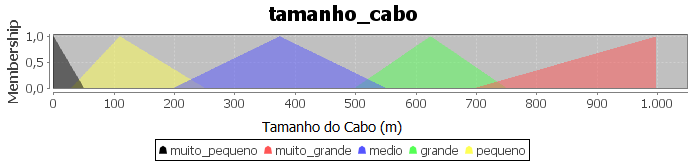 tamanho_cabo
Membership
1,0
0,5
0,0
0 100 200 300 400 500 600 700 800 900 1.000
Tamanho do Cabo (m)
muito_pequeno muito_grande medio grande pequeno